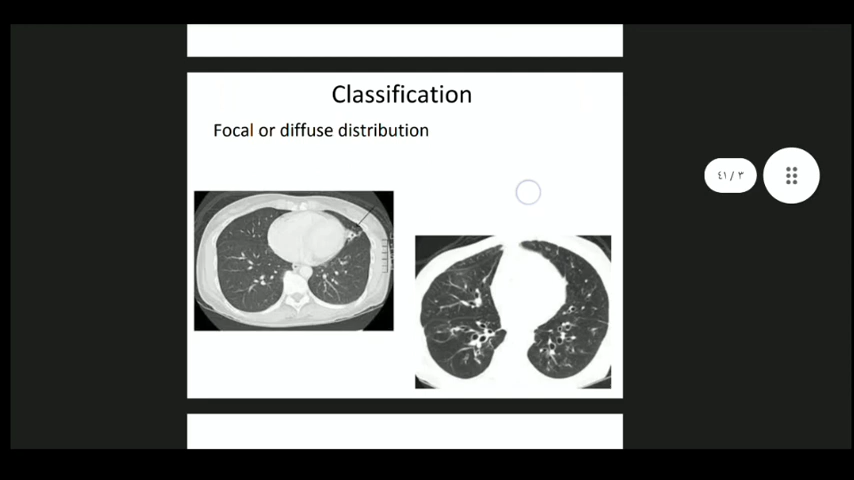 Classification
Focal or diffuse distribution
٤١ / ٣